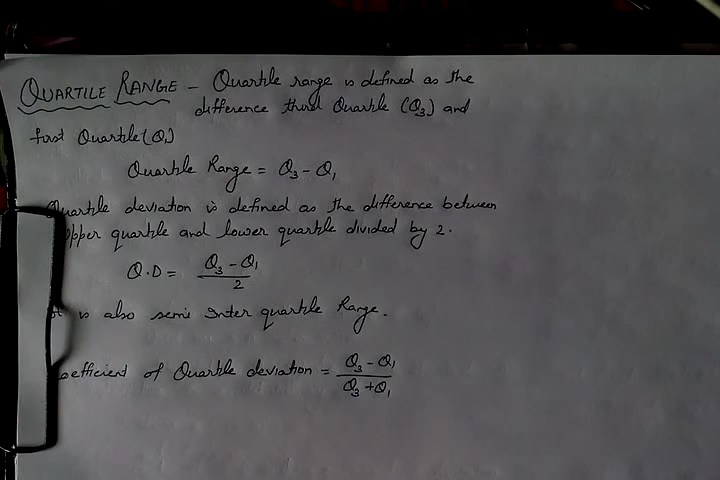 QUARTILE RANGE - Quartile range is defined as the
difference third Quartile (Q3) and
first Quartile (Q1)
Quartile Range = Q3 - Q1
Quartile deviation is defined as the difference between
upper quartile and lower quartile divided by 2.
Q.D = Q3 - Q1 / 2
It is also semi Inter quartile Range.
oefficient of Quartile deviation = Q3 - Q1 / Q3 + Q1